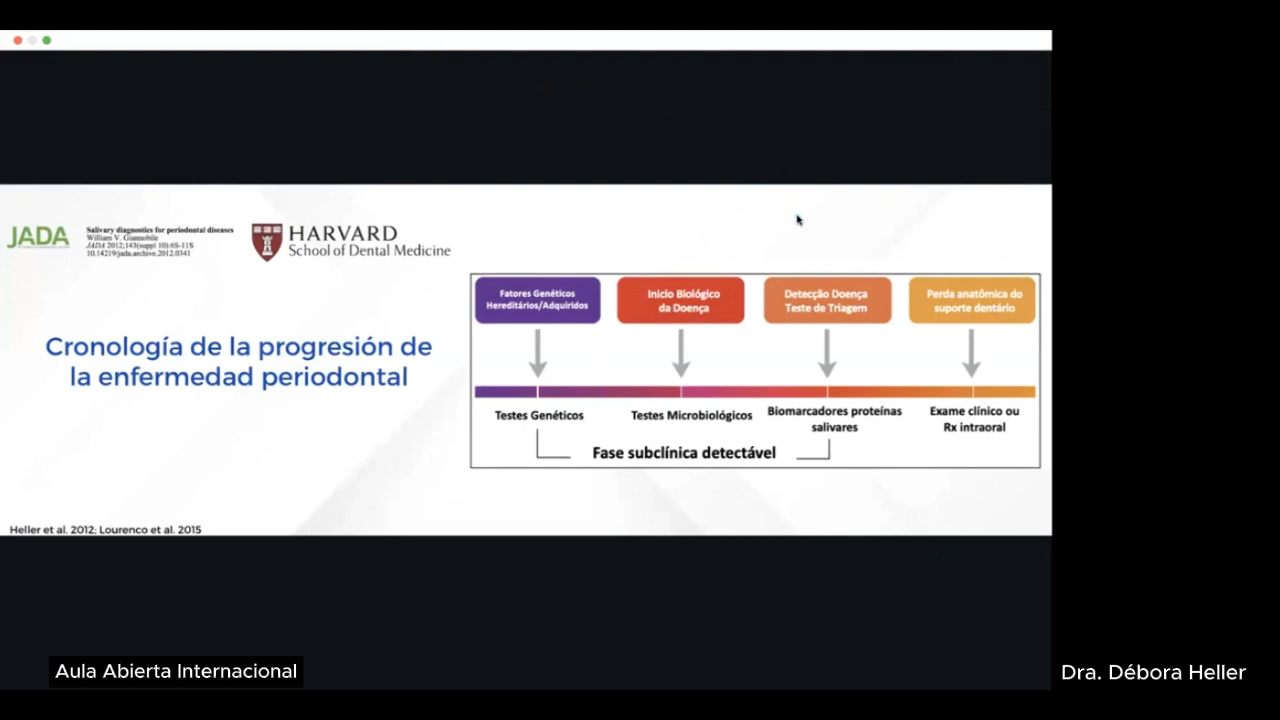 JADA
Salivary diagnostics for periodontal diseases
William V. Giannobile
JADA 2012;143(suppl 10):6S-11S
10.14219/jada.archive.2012.0341
HARVARD
School of Dental Medicine
Cronología de la progresión de
la enfermedad periodontal
Fatores Genéticos
Hereditários/Adquiridos
Inicio Biológico
da Doença
Detecção Doença
Teste de Triagem
Perda anatômica do
suporte dentário
Testes Genéticos
Testes Microbiológicos
Biomarcadores proteínas
salivares
Exame clínico ou
Rx intraoral
Fase subclínica detectável
Heller et al. 2012; Lourenco et al. 2015
Aula Abierta Internacional
Dra. Débora Heller